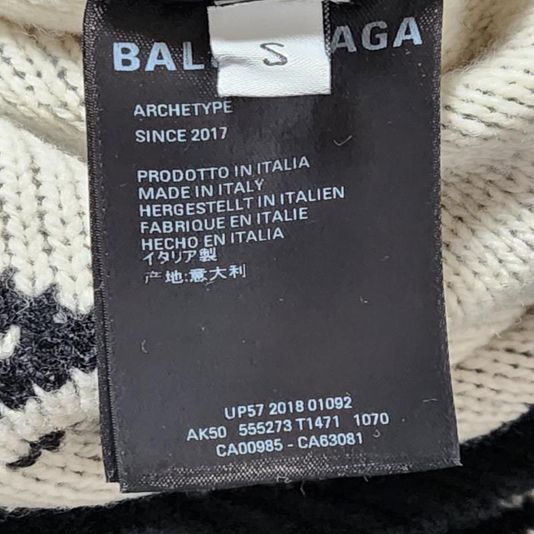 BAL AGA
S
ARCHETYPE
SINCE 2017
PRODOTTO IN ITALIA
MADE IN ITALY
HERGESTELLT IN ITALIEN
FABRIQUE EN ITALIE
HECHO EN ITALIA
イタリア製
产地:意大利
UP57 2018 01092
AK50 555273 T1471 1070
CA00985 - CA63081